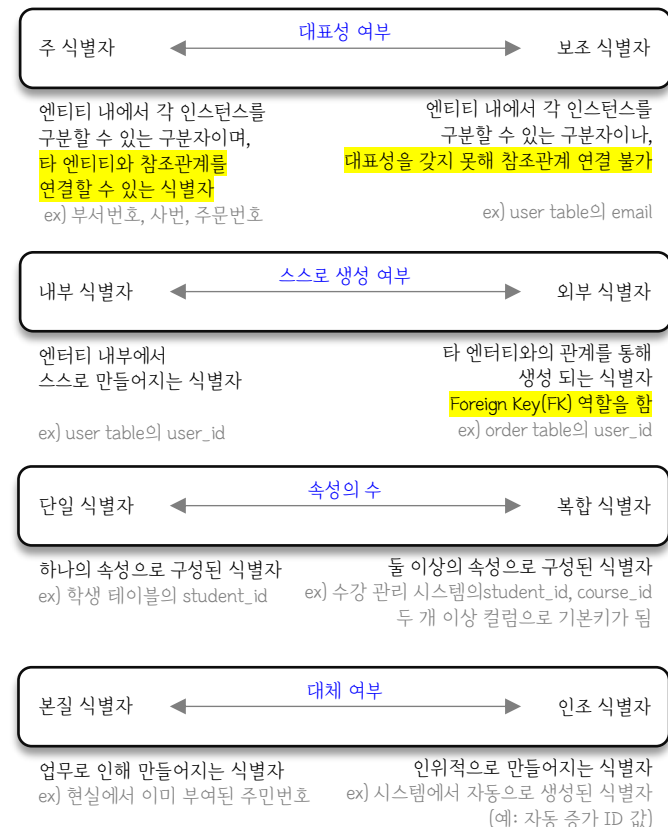 대표성 여부
주 식별자
보조 식별자
엔티티 내에서 각 인스턴스를
구분할 수 있는 구분자이며,
타 엔티티와 참조관계를
연결할 수 있는 식별자
ex) 부서번호, 사번, 주문번호
엔티티 내에서 각 인스턴스를
구분할 수 있는 구분자이나,
대표성을 갖지 못해 참조관계 연결 불가
ex) user table의 email
스스로 생성 여부
내부 식별자
외부 식별자
엔터티 내부에서
스스로 만들어지는 식별자
ex) user table의 user_id
타 엔터티와의 관계를 통해
생성 되는 식별자
Foreign Key(FK) 역할을 함
ex) order table의 user_id
속성의 수
단일 식별자
복합 식별자
하나의 속성으로 구성된 식별자
ex) 학생 테이블의 student_id
둘 이상의 속성으로 구성된 식별자
ex) 수강 관리 시스템의student_id, course_id
두 개 이상 컬럼으로 기본키가 됨
대체 여부
본질 식별자
인조 식별자
업무로 인해 만들어지는 식별자
ex) 현실에서 이미 부여된 주민번호
인위적으로 만들어지는 식별자
ex) 시스템에서 자동으로 생성된 식별자
(예: 자동 증가 ID 값)